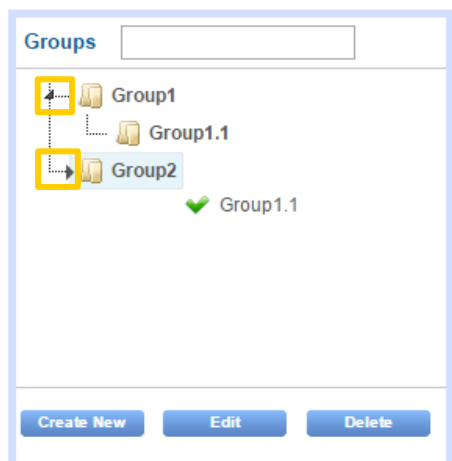 Groups
Group1
Group1.1
Group2
Group1.1
Create New Edit Delete